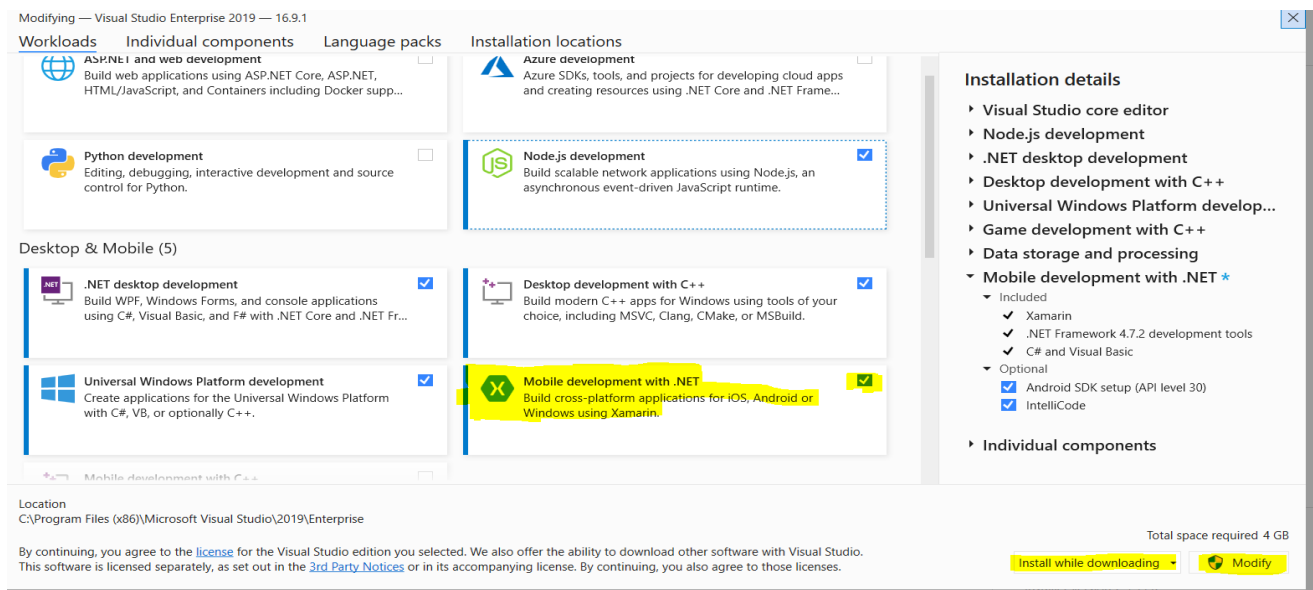 Modifying — Visual Studio Enterprise 2019 — 16.9.1
Workloads
Individual components
Language packs
Installation locations
ASP.NET and web development
Build web applications using ASP.NET Core, ASP.NET,
HTML/JavaScript, and Containers including Docker supp...
Azure development
Azure SDKs, tools, and projects for developing cloud apps
and creating resources using .NET Core and .NET Frame...
Python development
Editing, debugging, interactive development and source
control for Python.
JS
Node.js development
Build scalable network applications using Node.js, an
asynchronous event-driven JavaScript runtime.
Desktop & Mobile (5)
.NET
.NET desktop development
Build WPF, Windows Forms, and console applications
using C#, Visual Basic, and F# with .NET Core and .NET Fr...
Desktop development with C++
Build modern C++ apps for Windows using tools of your
choice, including MSVC, Clang, CMake, or MSBuild.
Universal Windows Platform development
Create applications for the Universal Windows Platform
with C#, VB, or optionally C++.
Mobile development with .NET
Build cross-platform applications for iOS, Android or
Windows using Xamarin.
Mobile development with C++
Installation details
Visual Studio core editor
Node.js development
.NET desktop development
Desktop development with C++
Universal Windows Platform develop...
Game development with C++
Data storage and processing
Mobile development with .NET *
Included
Xamarin
.NET Framework 4.7.2 development tools
C# and Visual Basic
Optional
Android SDK setup (API level 30)
IntelliCode
Individual components
Location
C:\Program Files (x86)\Microsoft Visual Studio\2019\Enterprise
By continuing, you agree to the license for the Visual Studio edition you selected. We also offer the ability to download other software with Visual Studio.
This software is licensed separately, as set out in the 3rd Party Notices or in its accompanying license. By continuing, you also agree to those licenses.
Total space required 4 GB
Install while downloading
Modify